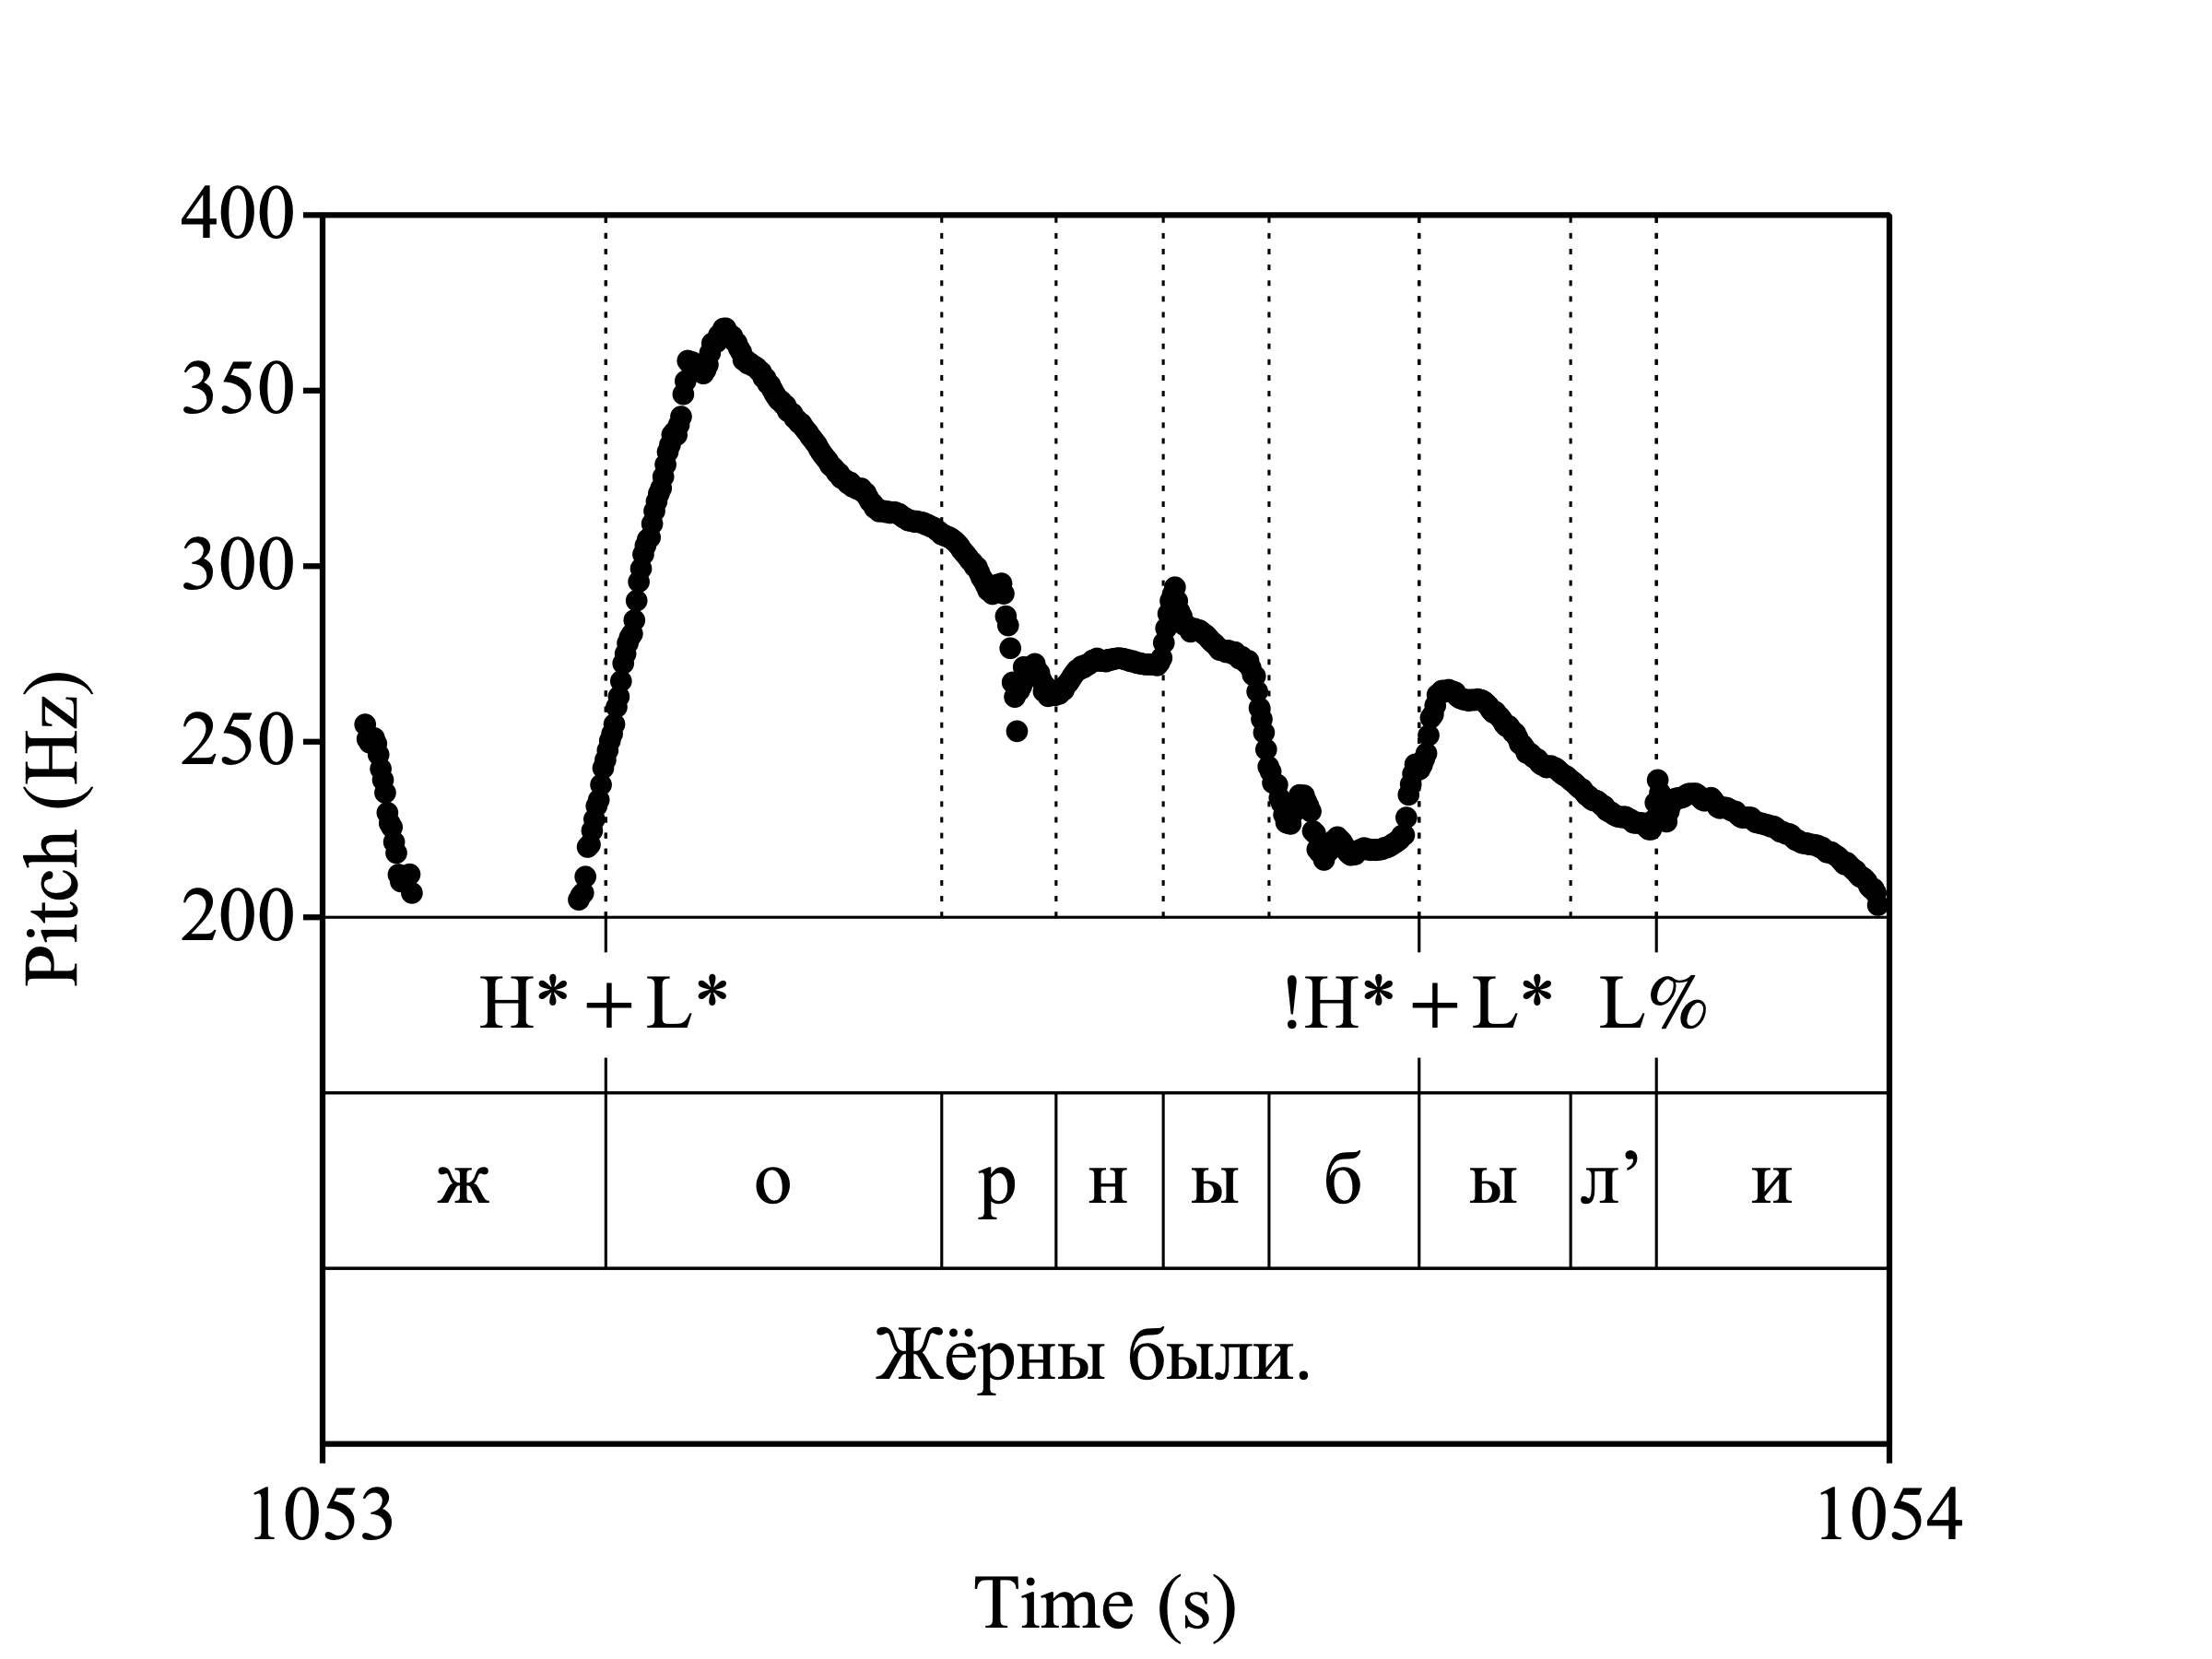 400
350
300
250
200
Pitch (Hz)
H*+L* !H*+L* L%
ж о р н ы б ы л’ и
Жёрны были.
1053 1054
Time (s)